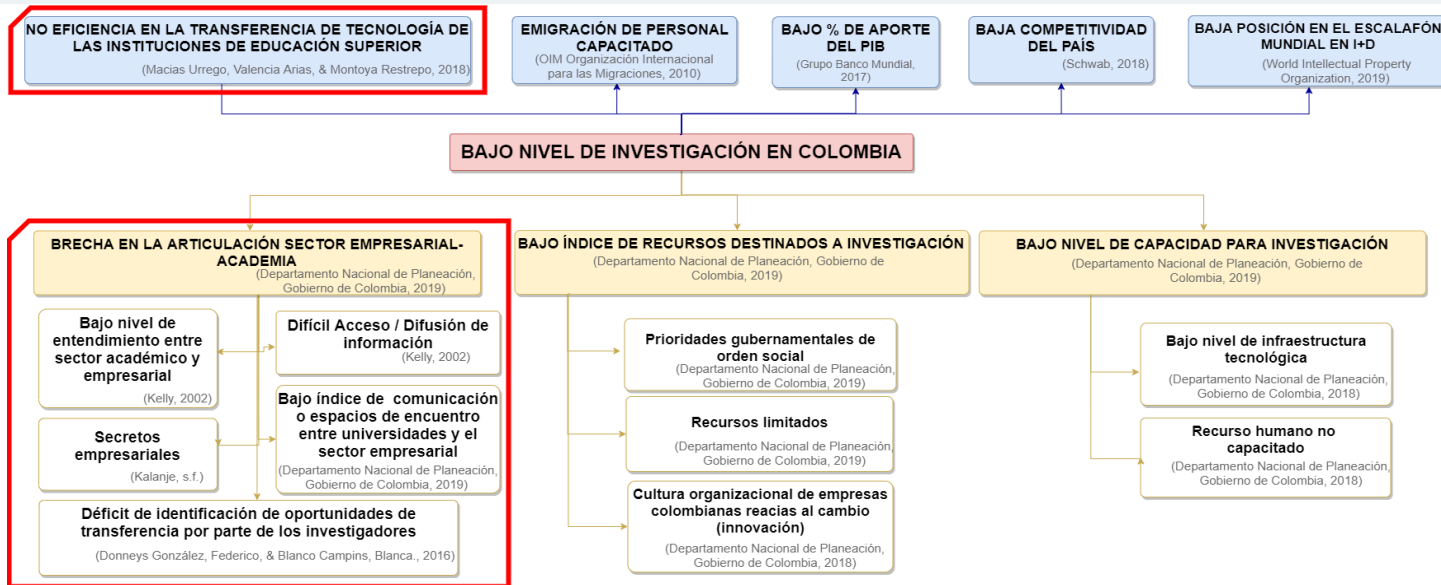 NO EFICIENCIA EN LA TRANSFERENCIA DE TECNOLOGÍA DE
LAS INSTITUCIONES DE EDUCACIÓN SUPERIOR
(Macias Urrego, Valencia Arias, & Montoya Restrepo, 2018)
EMIGRACIÓN DE PERSONAL
CAPACITADO
(OIM Organización Internacional
para las Migraciones, 2010)
BAJO % DE APORTE
DEL PIB
(Grupo Banco Mundial,
2017)
BAJA COMPETITIVIDAD
DEL PAÍS
(Schwab, 2018)
BAJA POSICIÓN EN EL ESCALAFÓN
MUNDIAL EN I+D
(World Intellectual Property
Organization, 2019)
BAJO NIVEL DE INVESTIGACIÓN EN COLOMBIA
BRECHA EN LA ARTICULACIÓN SECTOR EMPRESARIAL-
ACADEMIA
(Departamento Nacional de Planeación,
Gobierno de Colombia, 2019)
Bajo nivel de
entendimiento entre
sector académico y
empresarial
(Kelly, 2002)
Difícil Acceso / Difusión de
información
(Kelly, 2002)
Secretos
empresariales
(Kalanje, s.f.)
Bajo índice de comunicación
o espacios de encuentro
entre universidades y el
sector empresarial
(Departamento Nacional de Planeación,
Gobierno de Colombia, 2019)
Déficit de identificación de oportunidades de
transferencia por parte de los investigadores
(Donneys González, Federico, & Blanco Campins, Blanca., 2016)
BAJO ÍNDICE DE RECURSOS DESTINADOS A INVESTIGACIÓN
(Departamento Nacional de Planeación, Gobierno de
Colombia, 2019)
Prioridades gubernamentales de
orden social
(Departamento Nacional de Planeación,
Gobierno de Colombia, 2019)
Recursos limitados
(Departamento Nacional de Planeación,
Gobierno de Colombia, 2019)
Cultura organizacional de empresas
colombianas reacias al cambio
(innovación)
(Departamento Nacional de Planeación,
Gobierno de Colombia, 2018)
BAJO NIVEL DE CAPACIDAD PARA INVESTIGACIÓN
(Departamento Nacional de Planeación, Gobierno de
Colombia, 2019)
Bajo nivel de infraestructura
tecnológica
(Departamento Nacional de Planeación,
Gobierno de Colombia, 2018)
Recurso humano no
capacitado
(Departamento Nacional de Planeación,
Gobierno de Colombia, 2018)